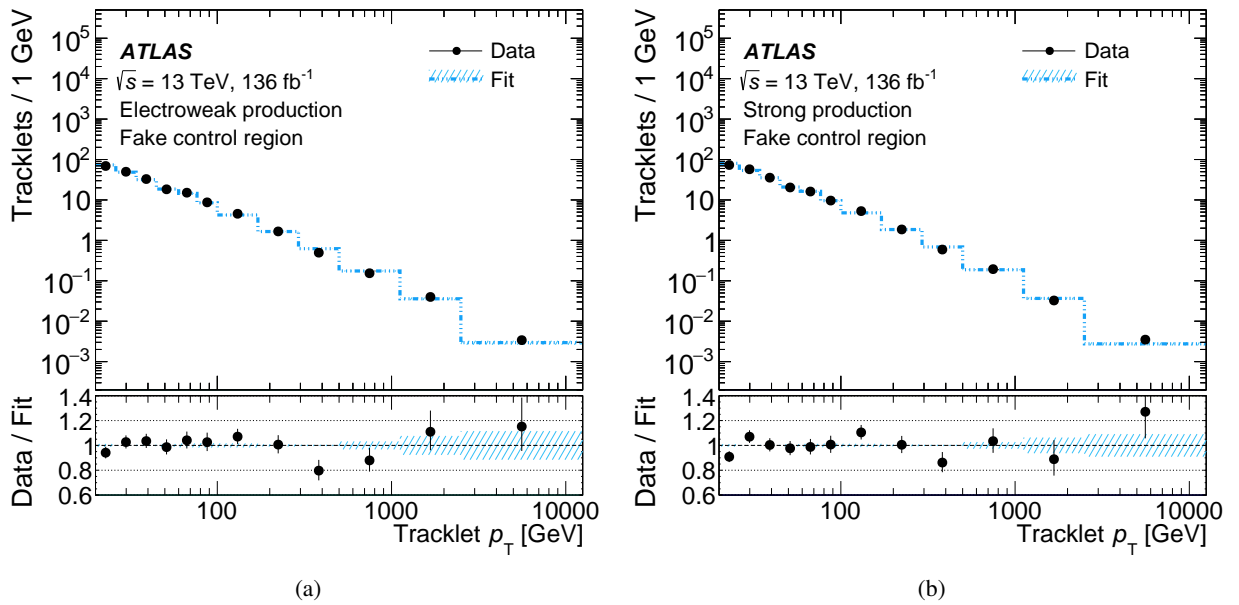 Tracklets / 1 GeV
10⁵
10⁴
10³
10²
10
1
10⁻¹
10⁻²
10⁻³
ATLAS
√s = 13 TeV, 136 fb⁻¹
Electroweak production
Fake control region
Data
Fit
Data / Fit
1.4
1.2
1
0.8
0.6
100 1000 10000
Tracklet p_T [GeV]
(a)
Tracklets / 1 GeV
10⁵
10⁴
10³
10²
10
1
10⁻¹
10⁻²
10⁻³
ATLAS
√s = 13 TeV, 136 fb⁻¹
Strong production
Fake control region
Data
Fit
Data / Fit
1.4
1.2
1
0.8
0.6
100 1000 10000
Tracklet p_T [GeV]
(b)